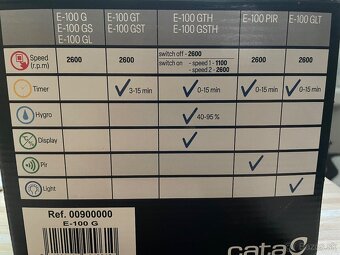 E-100 G
E-100 GS
E-100 GL
E-100 GT
E-100 GST
E-100 GTH
E-100 GSTH
E-100 PIR
E-100 GLT
Speed
(r.p.m)
2600
2600
switch off - 2600
switch on - speed 1 - 1100
- speed 2 - 2600
2600
2600
Timer
3-15 min
0-15 min
0-15 min
0-15 min
Hygro
40-95 %
Display
Pir
Light
Ref. 00900000
E-100 G
cata